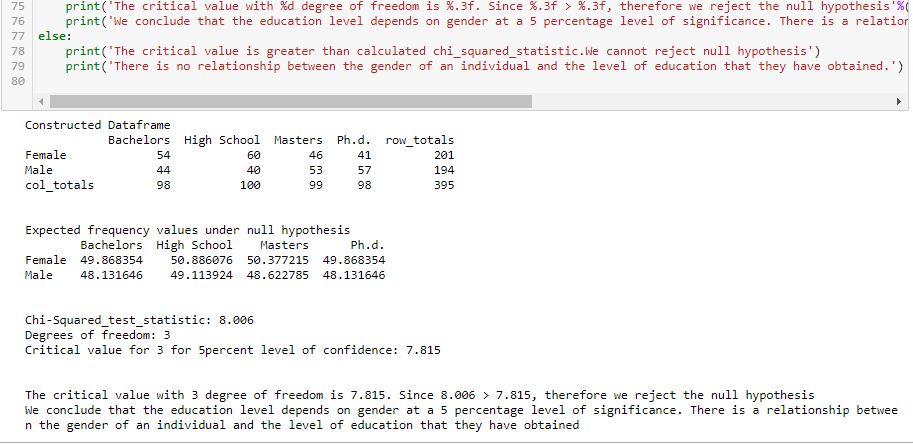 75 print('The critical value with %d degree of freedom is %.3f. Since %.3f > %.3f, therefore we reject the null hypothesis'%(
76 print('We conclude that the education level depends on gender at a 5 percentage level of significance. There is a relation
77 else:
78 print('The critical value is greater than calculated chi_squared_statistic.We cannot reject null hypothesis')
79 print('There is no relationship between the gender of an individual and the level of education that they have obtained.')
80
Constructed Dataframe
Bachelors High School Masters Ph.d. row_totals
Female 54 60 46 41 201
Male 44 40 53 57 194
col_totals 98 100 99 98 395
Expected frequency values under null hypothesis
Bachelors High School Masters Ph.d.
Female 49.868354 50.886076 50.377215 49.868354
Male 48.131646 49.113924 48.622785 48.131646
Chi-Squared_test_statistic: 8.006
Degrees of freedom: 3
Critical value for 3 for 5percent level of confidence: 7.815
The critical value with 3 degree of freedom is 7.815. Since 8.006 > 7.815, therefore we reject the null hypothesis
We conclude that the education level depends on gender at a 5 percentage level of significance. There is a relationship betwee
n the gender of an individual and the level of education that they have obtained